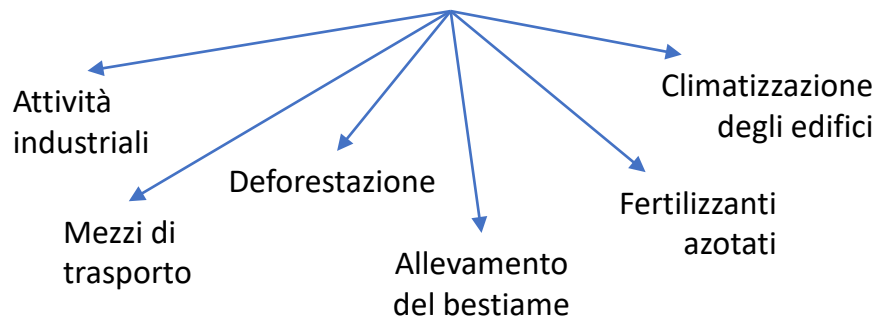 Attività
industriali
Mezzi di
trasporto
Deforestazione
Allevamento
del bestiame
Fertilizzanti
azotati
Climatizzazione
degli edifici